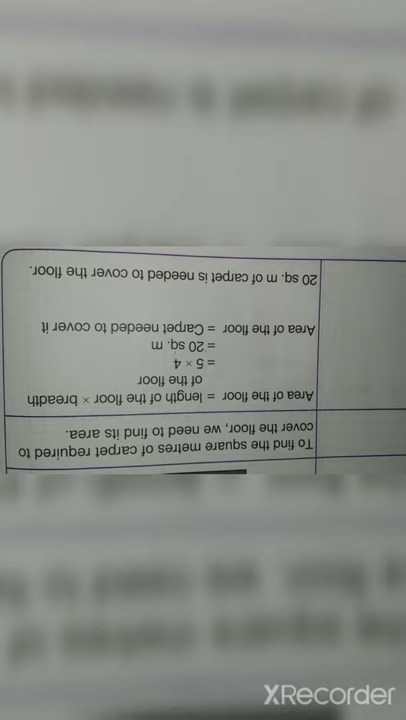 To find the square metres of carpet required to
cover the floor, we need to find its area.
Area of the floor = length of the floor × breadth
of the floor
= 5 × 4
= 20 sq. m
Area of the floor = Carpet needed to cover it
20 sq. m of carpet is needed to cover the floor.
XRecorder